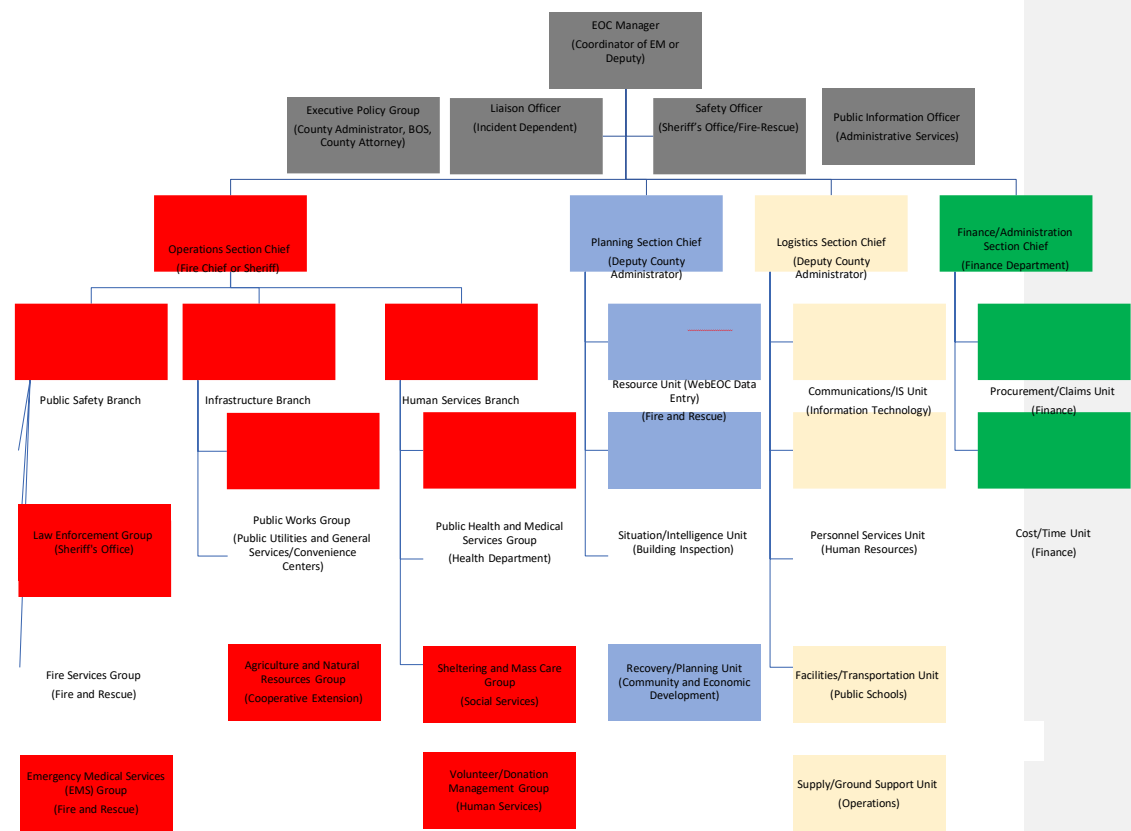 EOC Manager
(Coordinator of EM or
Deputy)
Executive Policy Group
(County Administrator, BOS,
County Attorney)
Liaison Officer
(Incident Dependent)
Safety Officer
(Sheriff's Office/Fire-Rescue)
Public Information Officer
(Administrative Services)
Operations Section Chief
(Fire Chief or Sheriff)
Planning Section Chief
(Deputy County
Administrator)
Logistics Section Chief
(Deputy County
Administrator)
Finance/Administration
Section Chief
(Finance Department)
Public Safety Branch
Infrastructure Branch
Human Services Branch
Resource Unit (WebEOC Data
Entry)
(Fire and Rescue)
Communications/IS Unit
(Information Technology)
Procurement/Claims Unit
(Finance)
Law Enforcement Group
(Sheriff's Office)
Public Works Group
(Public Utilities and General
Services/Convenience
Centers)
Public Health and Medical
Services Group
(Health Department)
Situation/Intelligence Unit
(Building Inspection)
Personnel Services Unit
(Human Resources)
Cost/Time Unit
(Finance)
Fire Services Group
(Fire and Rescue)
Agriculture and Natural
Resources Group
(Cooperative Extension)
Sheltering and Mass Care
Group
(Social Services)
Recovery/Planning Unit
(Community and Economic
Development)
Facilities/Transportation Unit
(Public Schools)
Emergency Medical Services
(EMS) Group
(Fire and Rescue)
Volunteer/Donation
Management Group
(Human Services)
Supply/Ground Support Unit
(Operations)